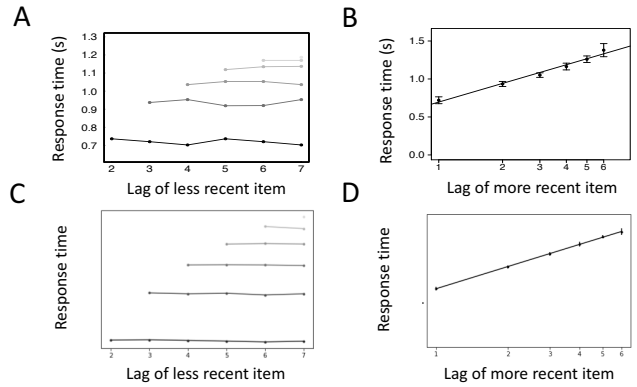 A
Response time (s)
1.3
1.2
1.1
1.0
0.9
0.8
0.7
2 3 4 5 6 7
Lag of less recent item
B
Response time (s)
1.5
1.0
0.5
0.0
1 2 3 4 5 6
Lag of more recent item
C
Response time
2 3 4 5 6 7
Lag of less recent item
D
Response time
1 2 3 4 5 6
Lag of more recent item